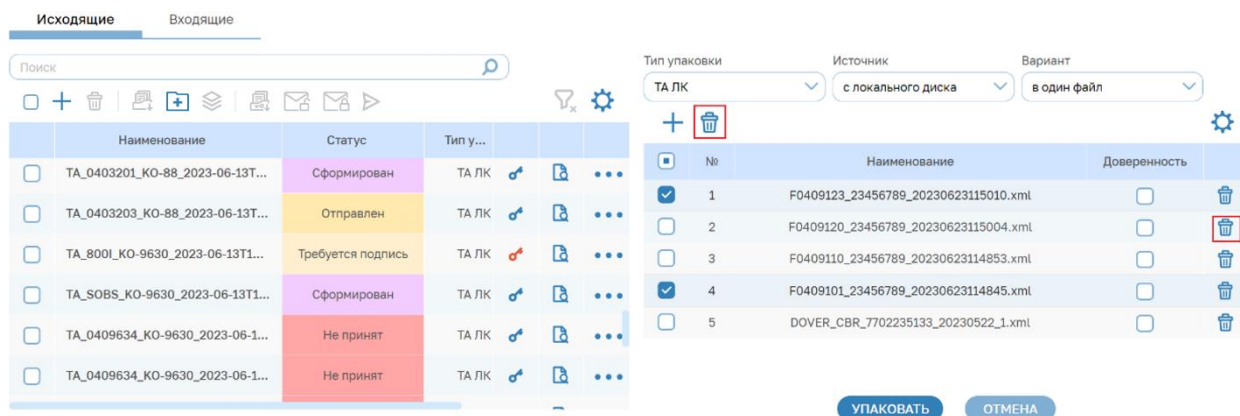 Исходящие Входящие
Поиск
Наименование Статус Тип у...
TA_0403201_KO-88_2023-06-13T... Сформирован ТА ЛК
TA_0403203_KO-88_2023-06-13T... Отправлен ТА ЛК
TA_800I_KO-9630_2023-06-13T1... Требуется подпись ТА ЛК
TA_SOBS_KO-9630_2023-06-13T1... Сформирован ТА ЛК
TA_0409634_KO-9630_2023-06-1... Не принят ТА ЛК
TA_0409634_KO-9630_2023-06-1... Не принят ТА ЛК
Тип упаковки Источник Вариант
ТА ЛК с локального диска в один файл
№ Наименование Доверенность
1 F0409123_23456789_20230623115010.xml
2 F0409120_23456789_20230623115004.xml
3 F0409110_23456789_20230623114853.xml
4 F0409101_23456789_20230623114845.xml
5 DOVER_CBR_7702235133_20230522_1.xml
УПАКОВАТЬ ОТМЕНА